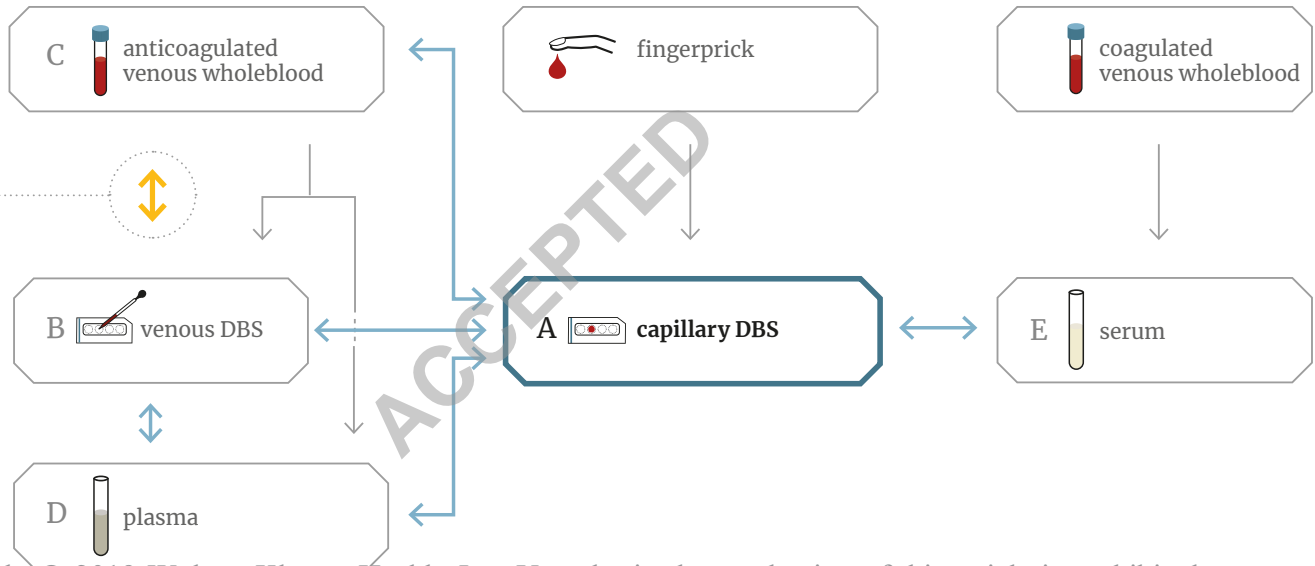 C
anticoagulated
venous wholeblood
fingerprick
coagulated
venous wholeblood
B
venous DBS
A
capillary DBS
E
serum
D
plasma
ACCEPTED